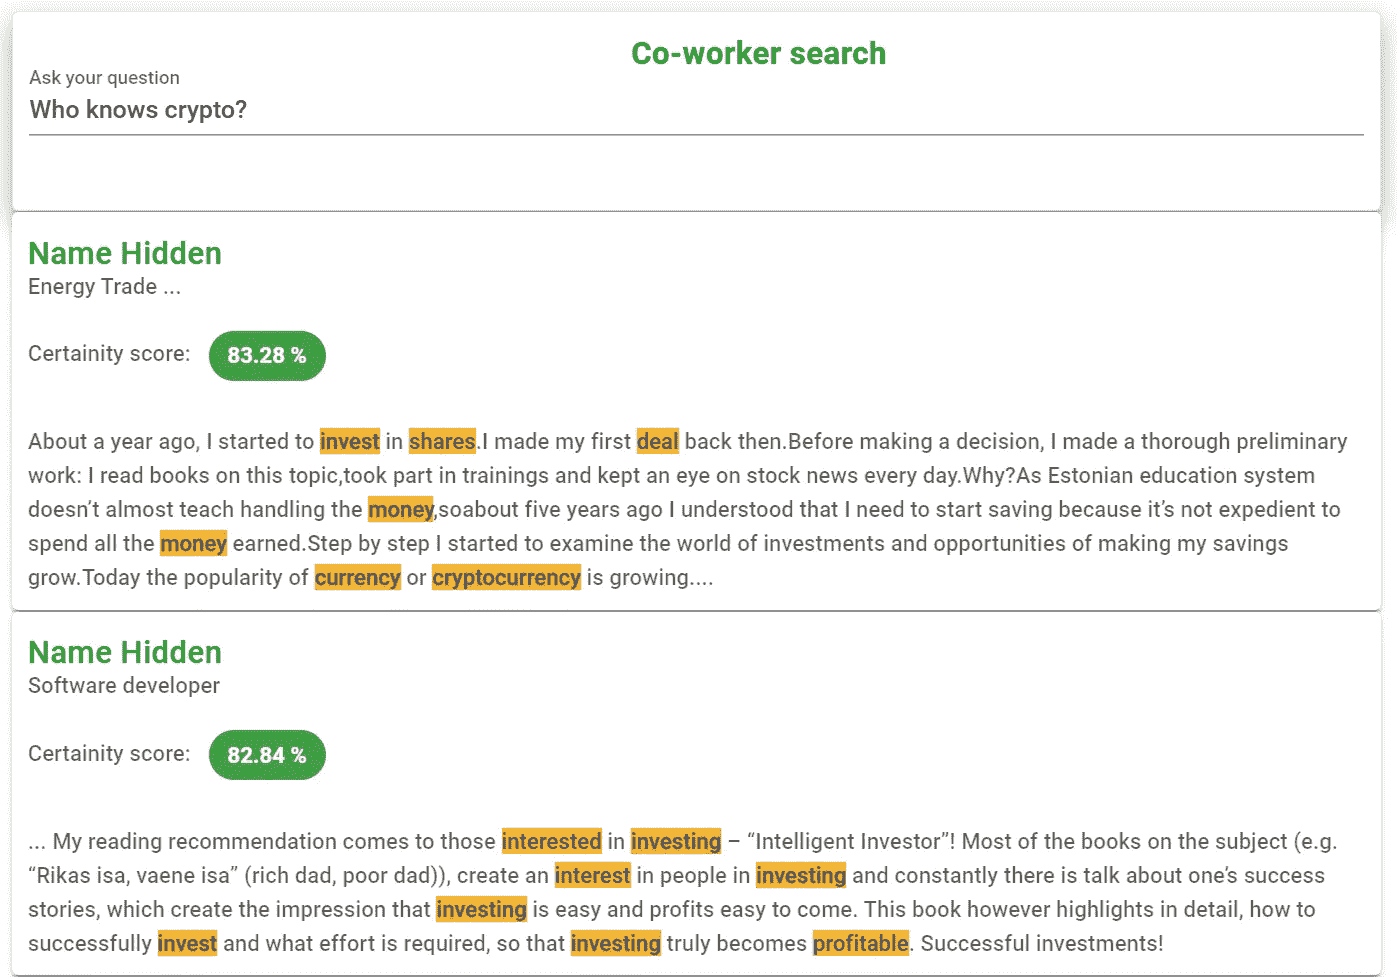 Co-worker search
Ask your question
Who knows crypto?
Name Hidden
Energy Trade ...
Certainity score: 83.28 %
About a year ago, I started to invest in shares.I made my first deal back then.Before making a decision, I made a thorough preliminary
work: I read books on this topic,took part in trainings and kept an eye on stock news every day.Why?As Estonian education system
doesn’t almost teach handling the money,soabout five years ago I understood that I need to start saving because it’s not expedient to
spend all the money earned.Step by step I started to examine the world of investments and opportunities of making my savings
grow.Today the popularity of currency or cryptocurrency is growing....
Name Hidden
Software developer
Certainity score: 82.84 %
... My reading recommendation comes to those interested in investing – “Intelligent Investor”! Most of the books on the subject (e.g.
“Rikas isa, vaene isa” (rich dad, poor dad)), create an interest in people in investing and constantly there is talk about one’s success
stories, which create the impression that investing is easy and profits easy to come. This book however highlights in detail, how to
successfully invest and what effort is required, so that investing truly becomes profitable. Successful investments!